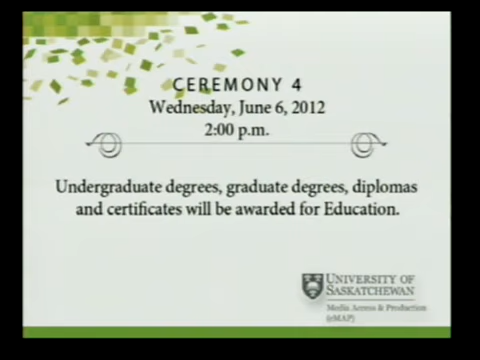 CEREMONY 4
Wednesday, June 6, 2012
2:00 p.m.
Undergraduate degrees, graduate degrees, diplomas
and certificates will be awarded for Education.
UNIVERSITY OF
SASKATCHEWAN
Media Access & Production
(eMAP)